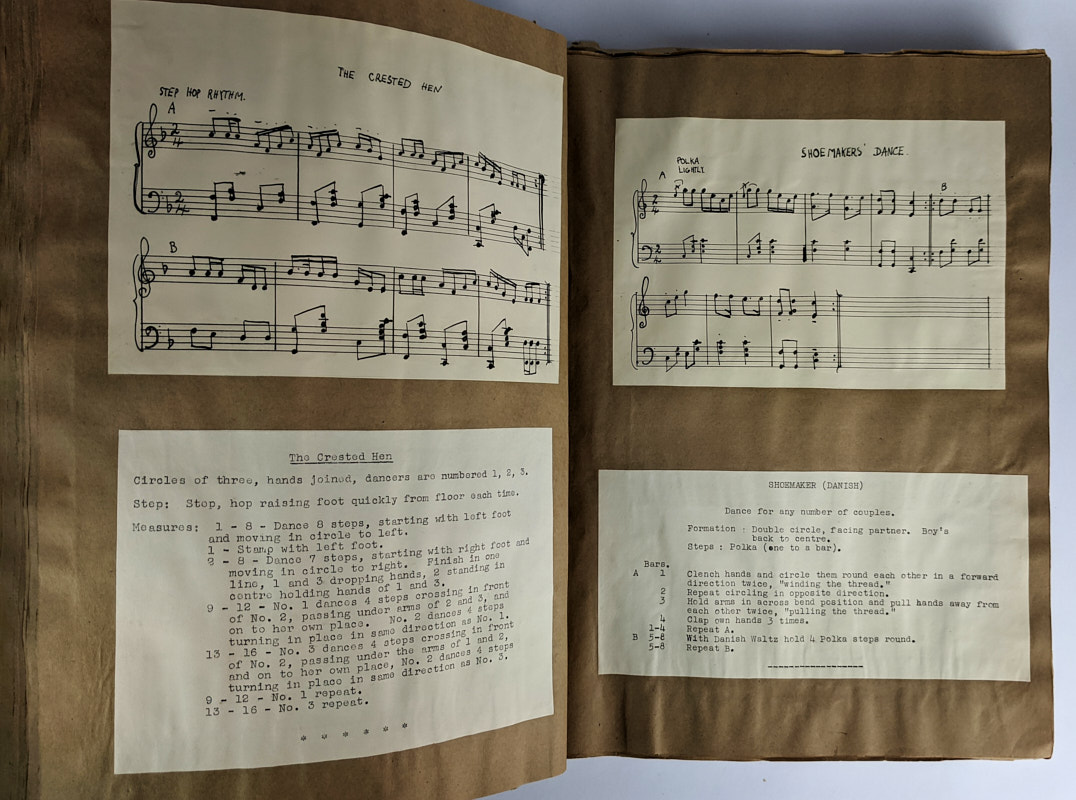 THE CRESTED HEN
STEP HOP RHYTHM.
A
B
The Crested Hen
Circles of three, hands joined, dancers are numbered 1, 2, 3.
Step: Step, hop raising foot quickly from floor each time.
Measures: 1 - 8 - Dance 8 steps, starting with left foot
and moving in circle to left.
1 - Stamp with left foot.
2 - 8 - Dance 7 steps, starting with right foot and
moving in circle to right. Finish in one
line, 1 and 3 dropping hands, 2 standing in
centre holding hands of 1 and 3.
9 - 12 - No. 1 dances 4 steps crossing in front
of No. 2, passing under arms of 2 and 3, and
on to her own place. No. 2 dances 4 steps
turning in place in same direction as No. 1.
13 - 16 - No. 3 dances 4 steps crossing in front
of No. 2, passing under the arms of 1 and 2,
and on to her own place, No. 2 dances 4 steps
turning in place in same direction as No. 3.
9 - 12 - No. 1 repeat.
13 - 16 - No. 3 repeat.
* * * * * *
SHOEMAKERS' DANCE
POLKA
LIGHTLY.
A
B
SHOEMAKER (DANISH)
Dance for any number of couples.
Formation : Double circle, facing partner. Boy's
back to centre.
Steps : Polka (one to a bar).
Bars.
A 1 Clench hands and circle them round each other in a forward
direction twice, "winding the thread."
2 Repeat circling in opposite direction.
3 Hold arms in across bend position and pull hands away from
each other twice, "pulling the thread."
4 Clap own hands 3 times.
1-4 Repeat A.
B 5-8 With Danish Waltz hold 4 Polka steps round.
5-8 Repeat B.